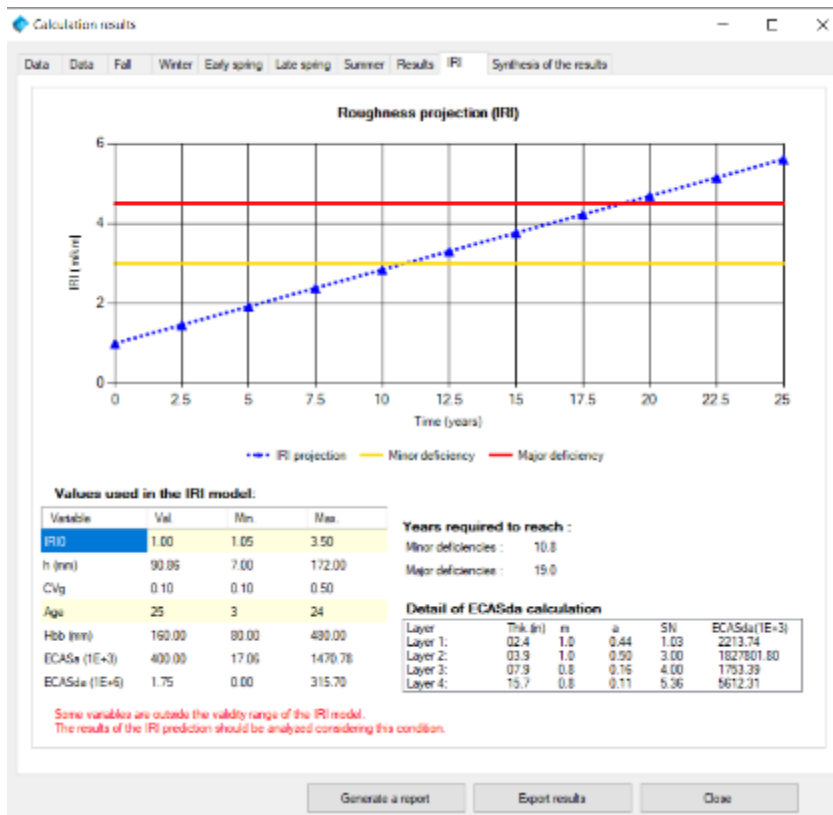 Calculation results
Data Data Fall Winter Early spring Late spring Summer Results IRI Synthesis of the results
Roughness projection (IRI)
6
4
2
0
IRI (m/km)
0 2.5 5 7.5 10 12.5 15 17.5 20 22.5 25
Time (years)
IRI projection Minor deficiency Major deficiency
Values used in the IRI model:
Variable Val. Min. Max.
IRI0 1.00 1.05 3.50
h (mm) 90.86 7.00 172.00
CVg 0.10 0.10 0.50
Age 25 3 24
Hbb (mm) 160.00 80.00 480.00
ECASa (1E+3) 400.00 17.06 1470.78
ECASda (1E+6) 1.75 0.00 315.70
Years required to reach :
Minor deficiencies : 10.8
Major deficiencies : 19.0
Detail of ECASda calculation
Layer Thk.(in) m a SN ECASda(1E+3)
Layer 1: 02.4 1.0 0.44 1.03 2213.74
Layer 2: 03.9 1.0 0.50 3.00 1827801.80
Layer 3: 07.9 0.8 0.16 4.00 1753.39
Layer 4: 15.7 0.8 0.11 5.36 5612.31
Some variables are outside the validity range of the IRI model.
The results of the IRI prediction should be analyzed considering this condition.
Generate a report Export results Close